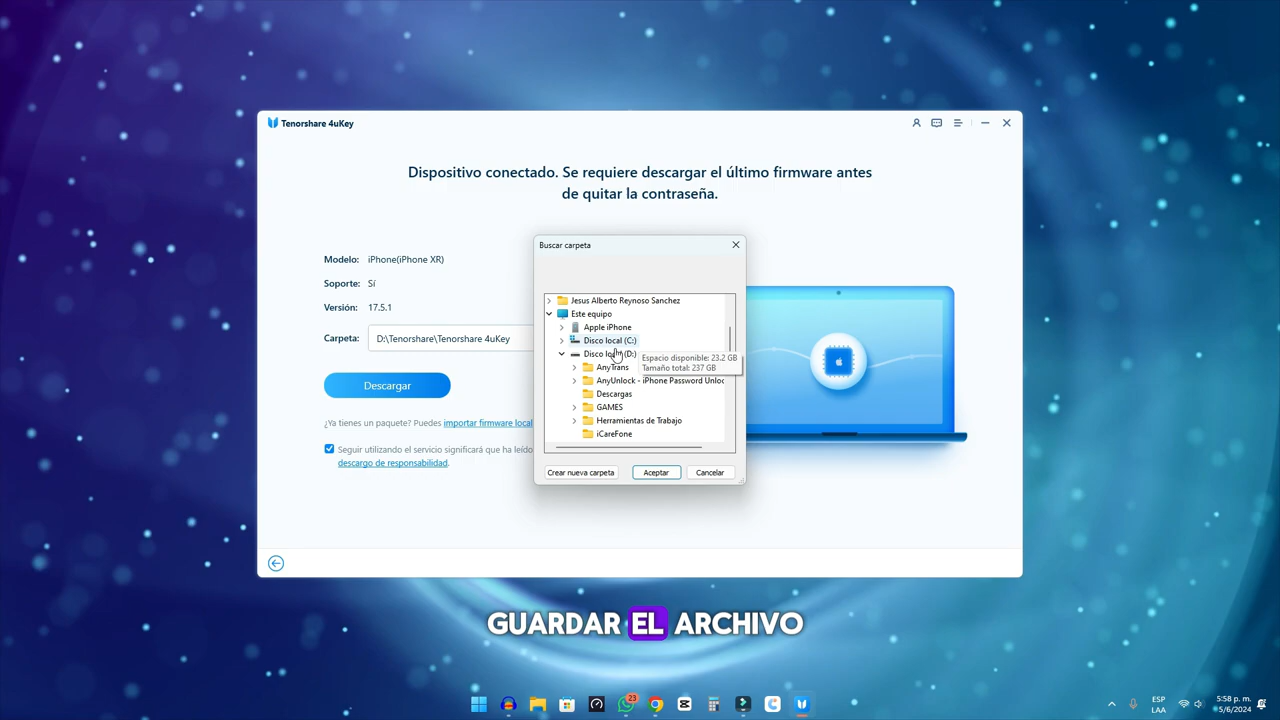 Tenorshare 4uKey
Dispositivo conectado. Se requiere descargar el último firmware antes
de quitar la contraseña.
Modelo: iPhone(iPhone XR)
Soporte: Sí
Versión: 17.5.1
Carpeta: D:\Tenorshare\Tenorshare 4uKey
Descargar
¿Ya tienes un paquete? Puedes importar firmware local
Seguir utilizando el servicio significará que ha leído
descargo de responsabilidad.
Buscar carpeta
Jesus Alberto Reynoso Sanchez
Este equipo
Apple iPhone
Disco local (C:)
Disco local (D:)
Espacio disponible: 23.2 GB
Tamaño total: 237 GB
AnyTrans
AnyUnlock - iPhone Password Unloc
Descargas
GAMES
Herramientas de Trabajo
iCareFone
Crear nueva carpeta
Aceptar
Cancelar
GUARDAR EL ARCHIVO
23
ESP
LAA
5:58 p. m.
5/6/2024